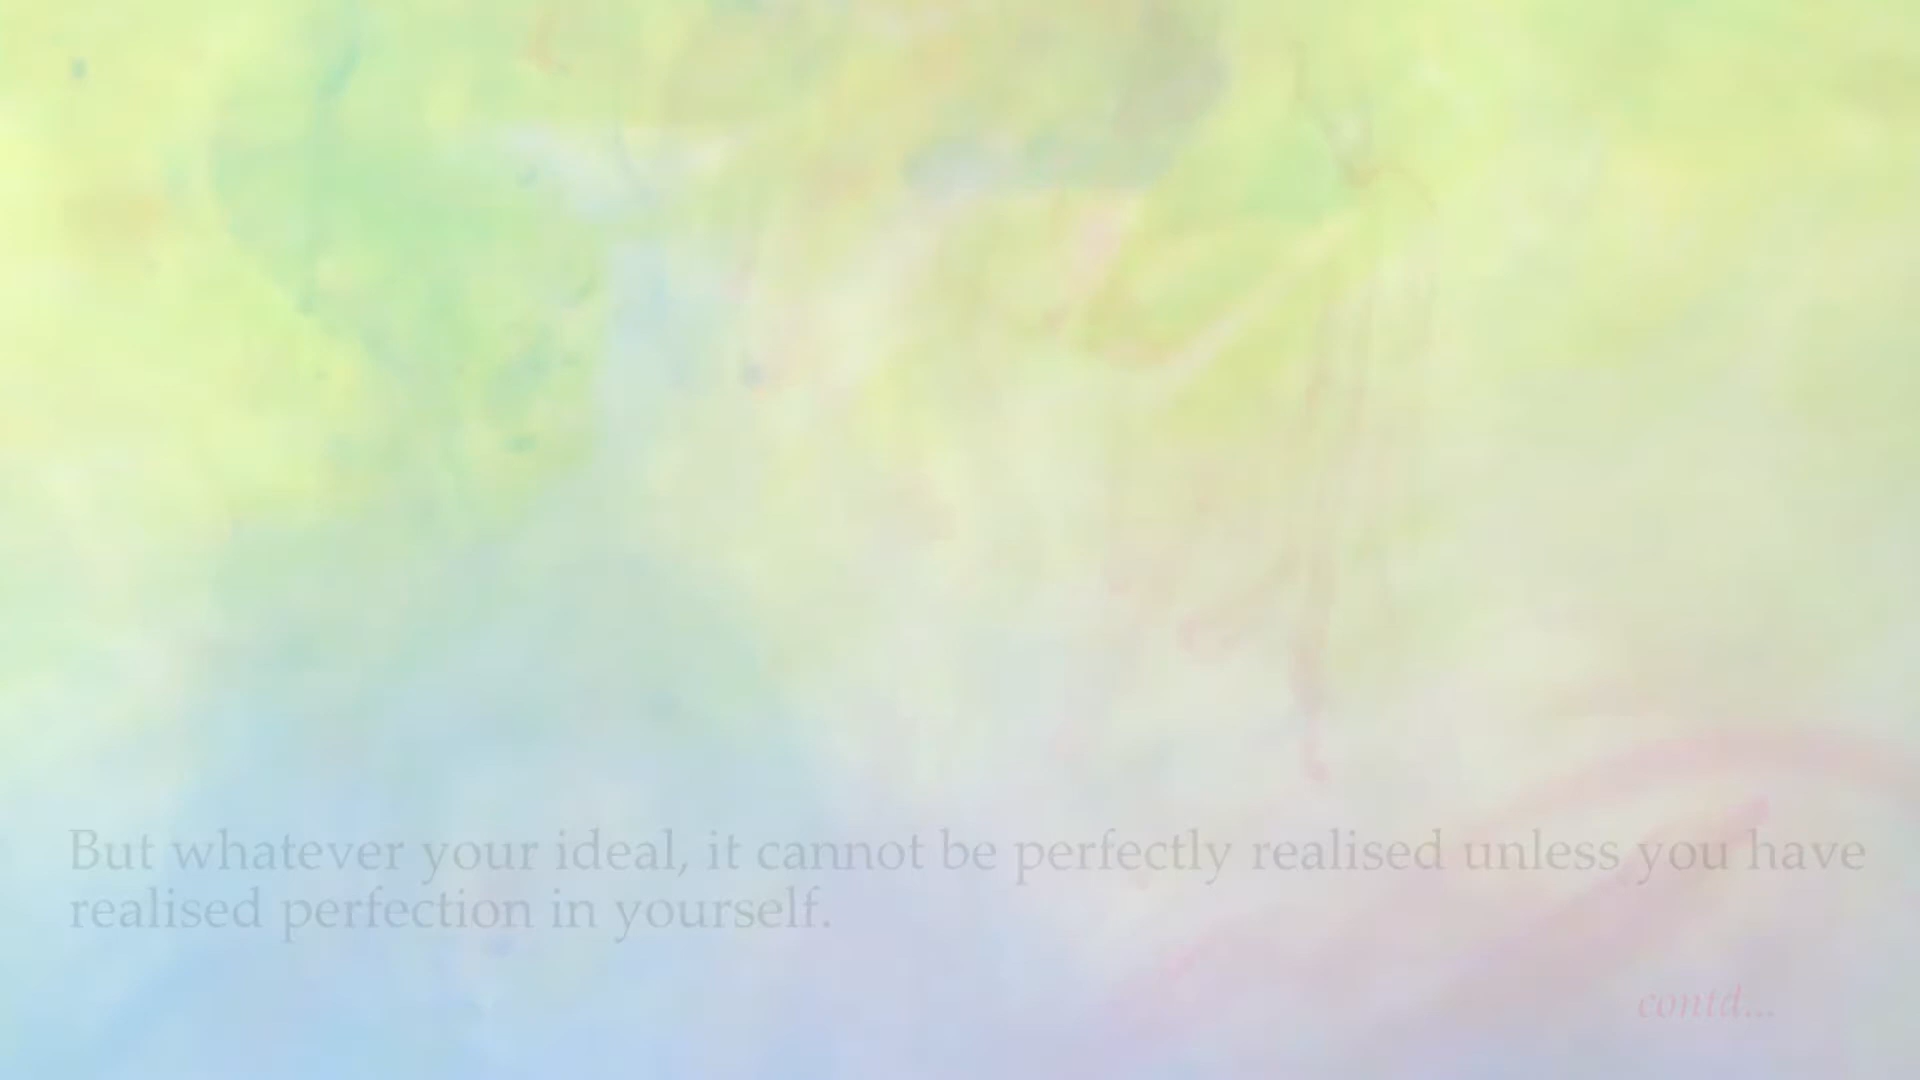 But whatever your ideal, it cannot be perfectly realised unless you have
realised perfection in yourself.
contd...